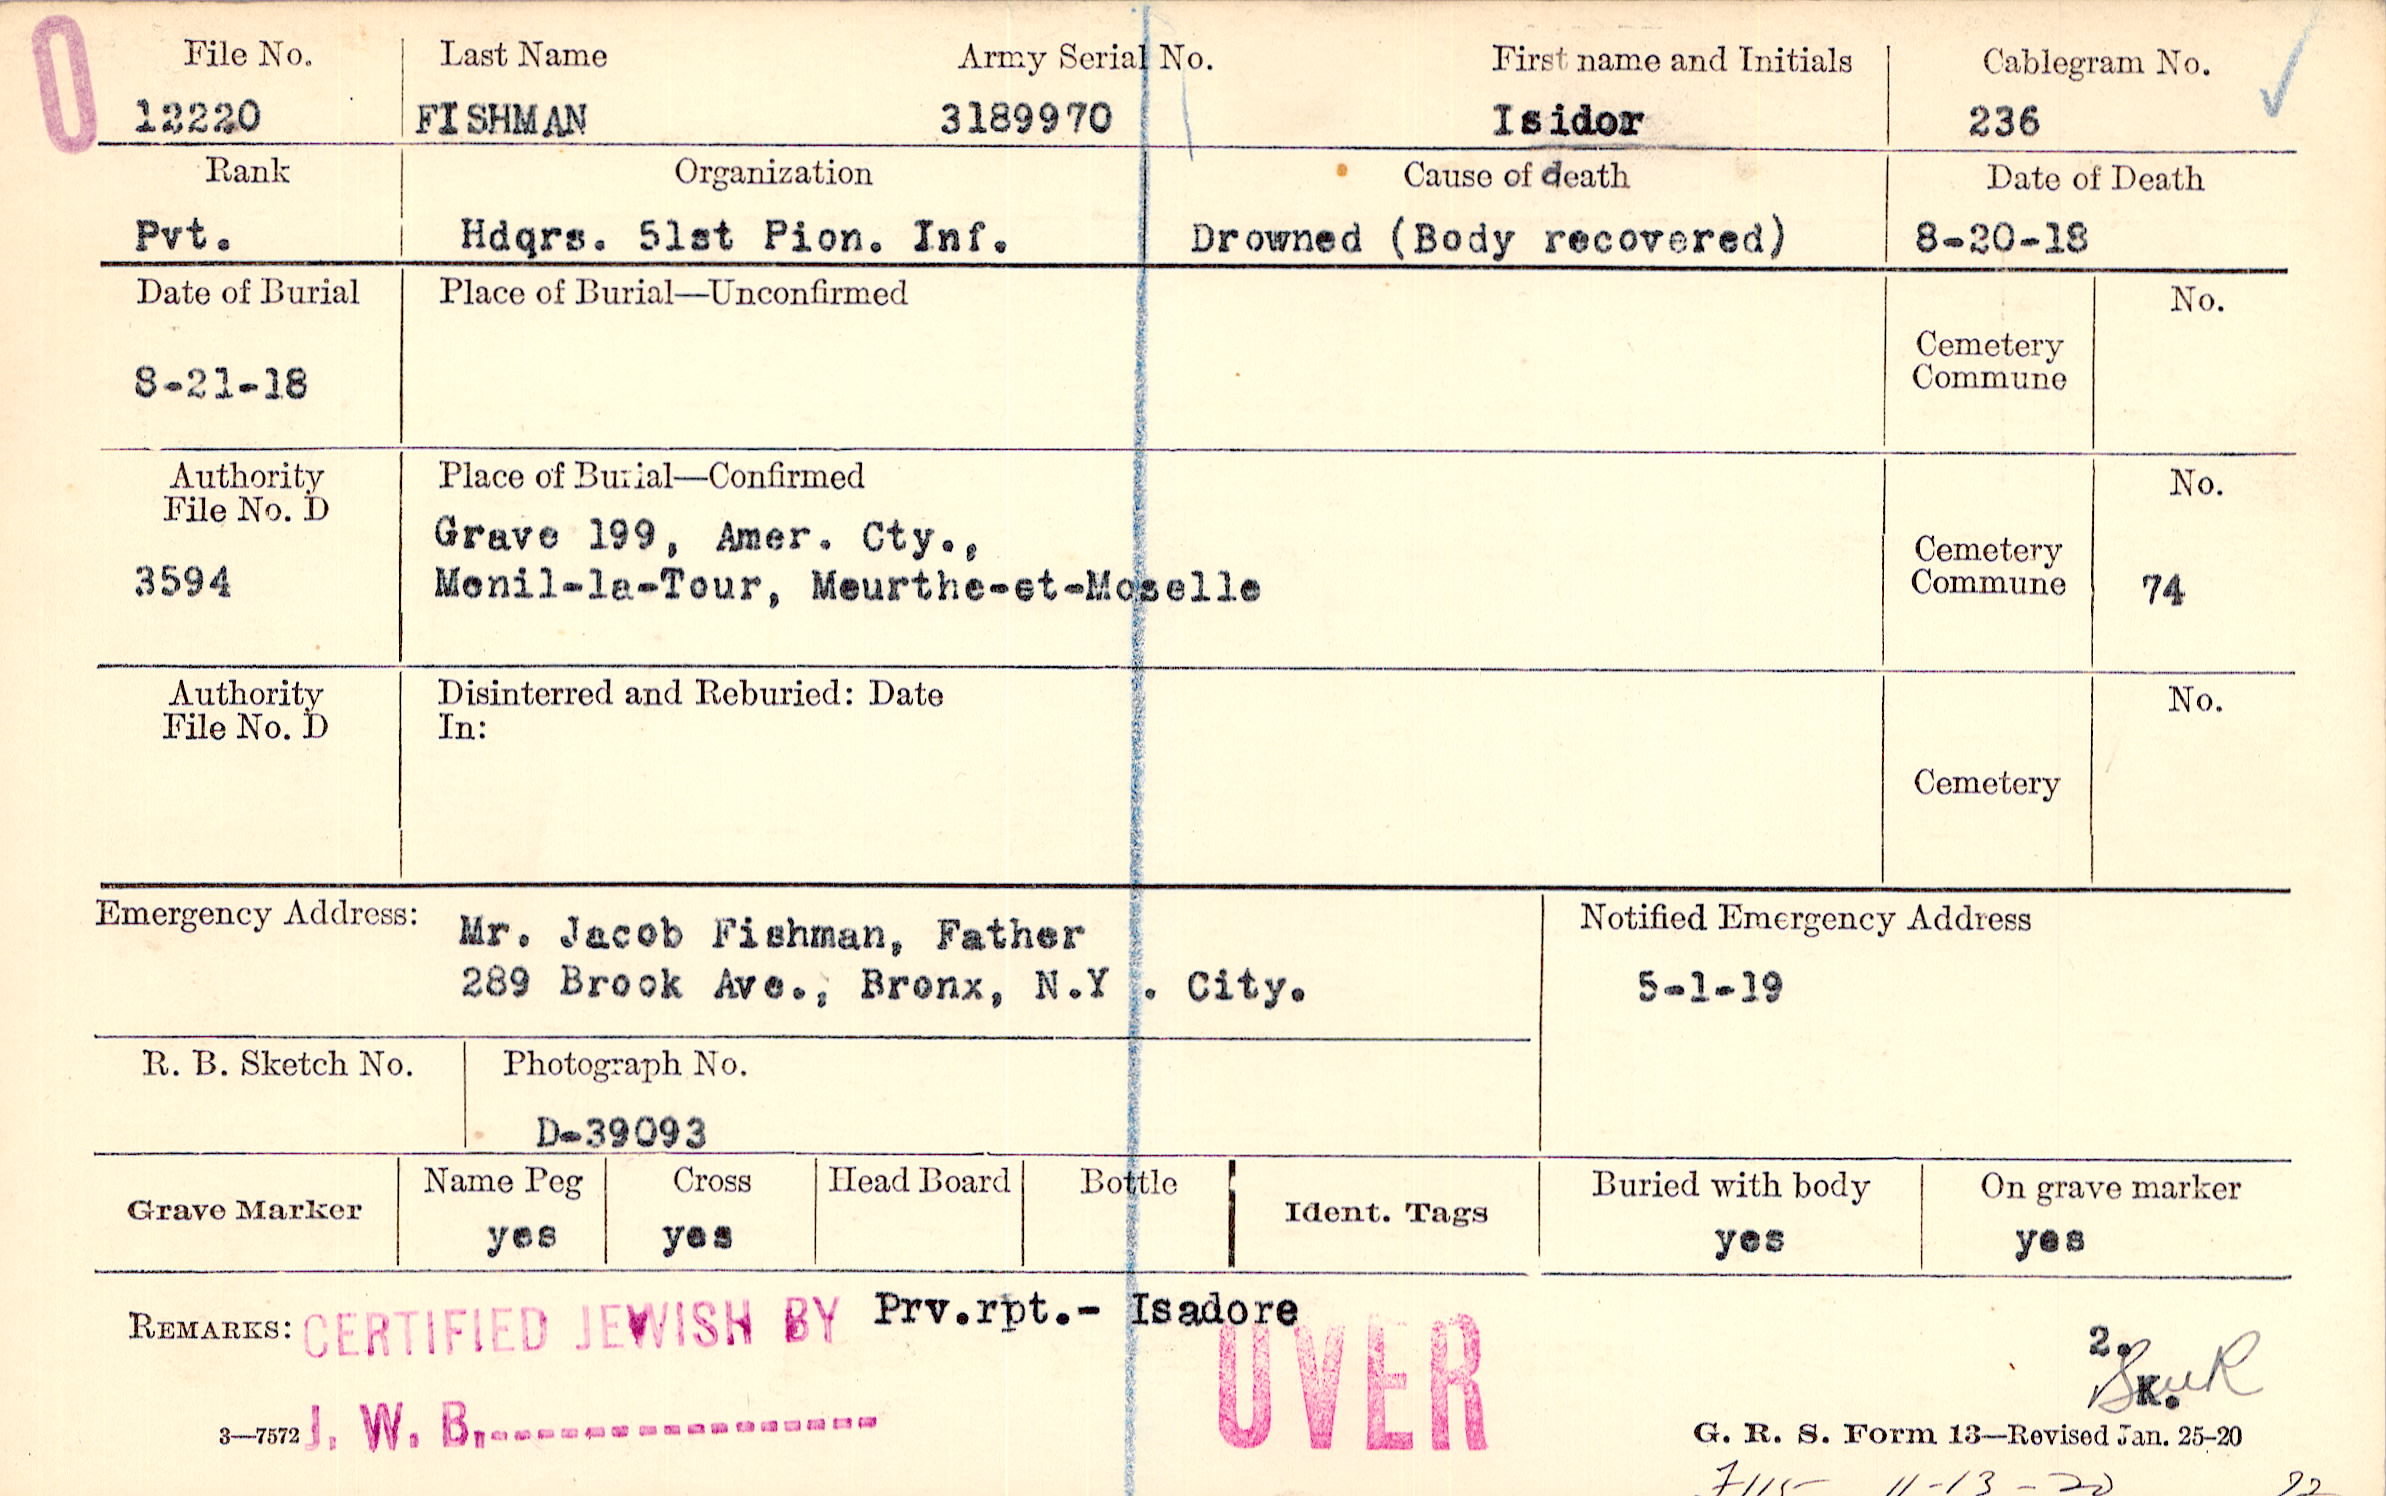 O
File No. Last Name Army Serial No. First name and Initials Cablegram No.
12220 FISHMAN 3189970 Isidor 236
Rank Organization Cause of death Date of Death
Pvt. Hdqrs. 51st Pion. Inf. Drowned (Body recovered) 8-20-18
Date of Burial Place of Burial—Unconfirmed No.
Cemetery
Commune
8-21-18
Authority Place of Burial—Confirmed No.
File No. D
Grave 199, Amer. Cty.,
Cemetery
3594 Menil-la-Tour, Meurthe-et-Moselle Commune 74
Authority Disinterred and Reburied: Date No.
File No. D In:
Cemetery
Emergency Address: Mr. Jacob Fishman, Father Notified Emergency Address
289 Brook Ave., Bronx, N.Y . City. 5-1-19
R. B. Sketch No. Photograph No.
D-39093
Grave Marker Name Peg Cross Head Board Bottle Ident. Tags Buried with body On grave marker
yes yes yes yes
REMARKS: CERTIFIED JEWISH BY Prv.rpt.- Isadore
OVER
2.
K.
3—7572 J. W. B.
G. R. S. Form 13—Revised Jan. 25-20
7115 11-13-20 22